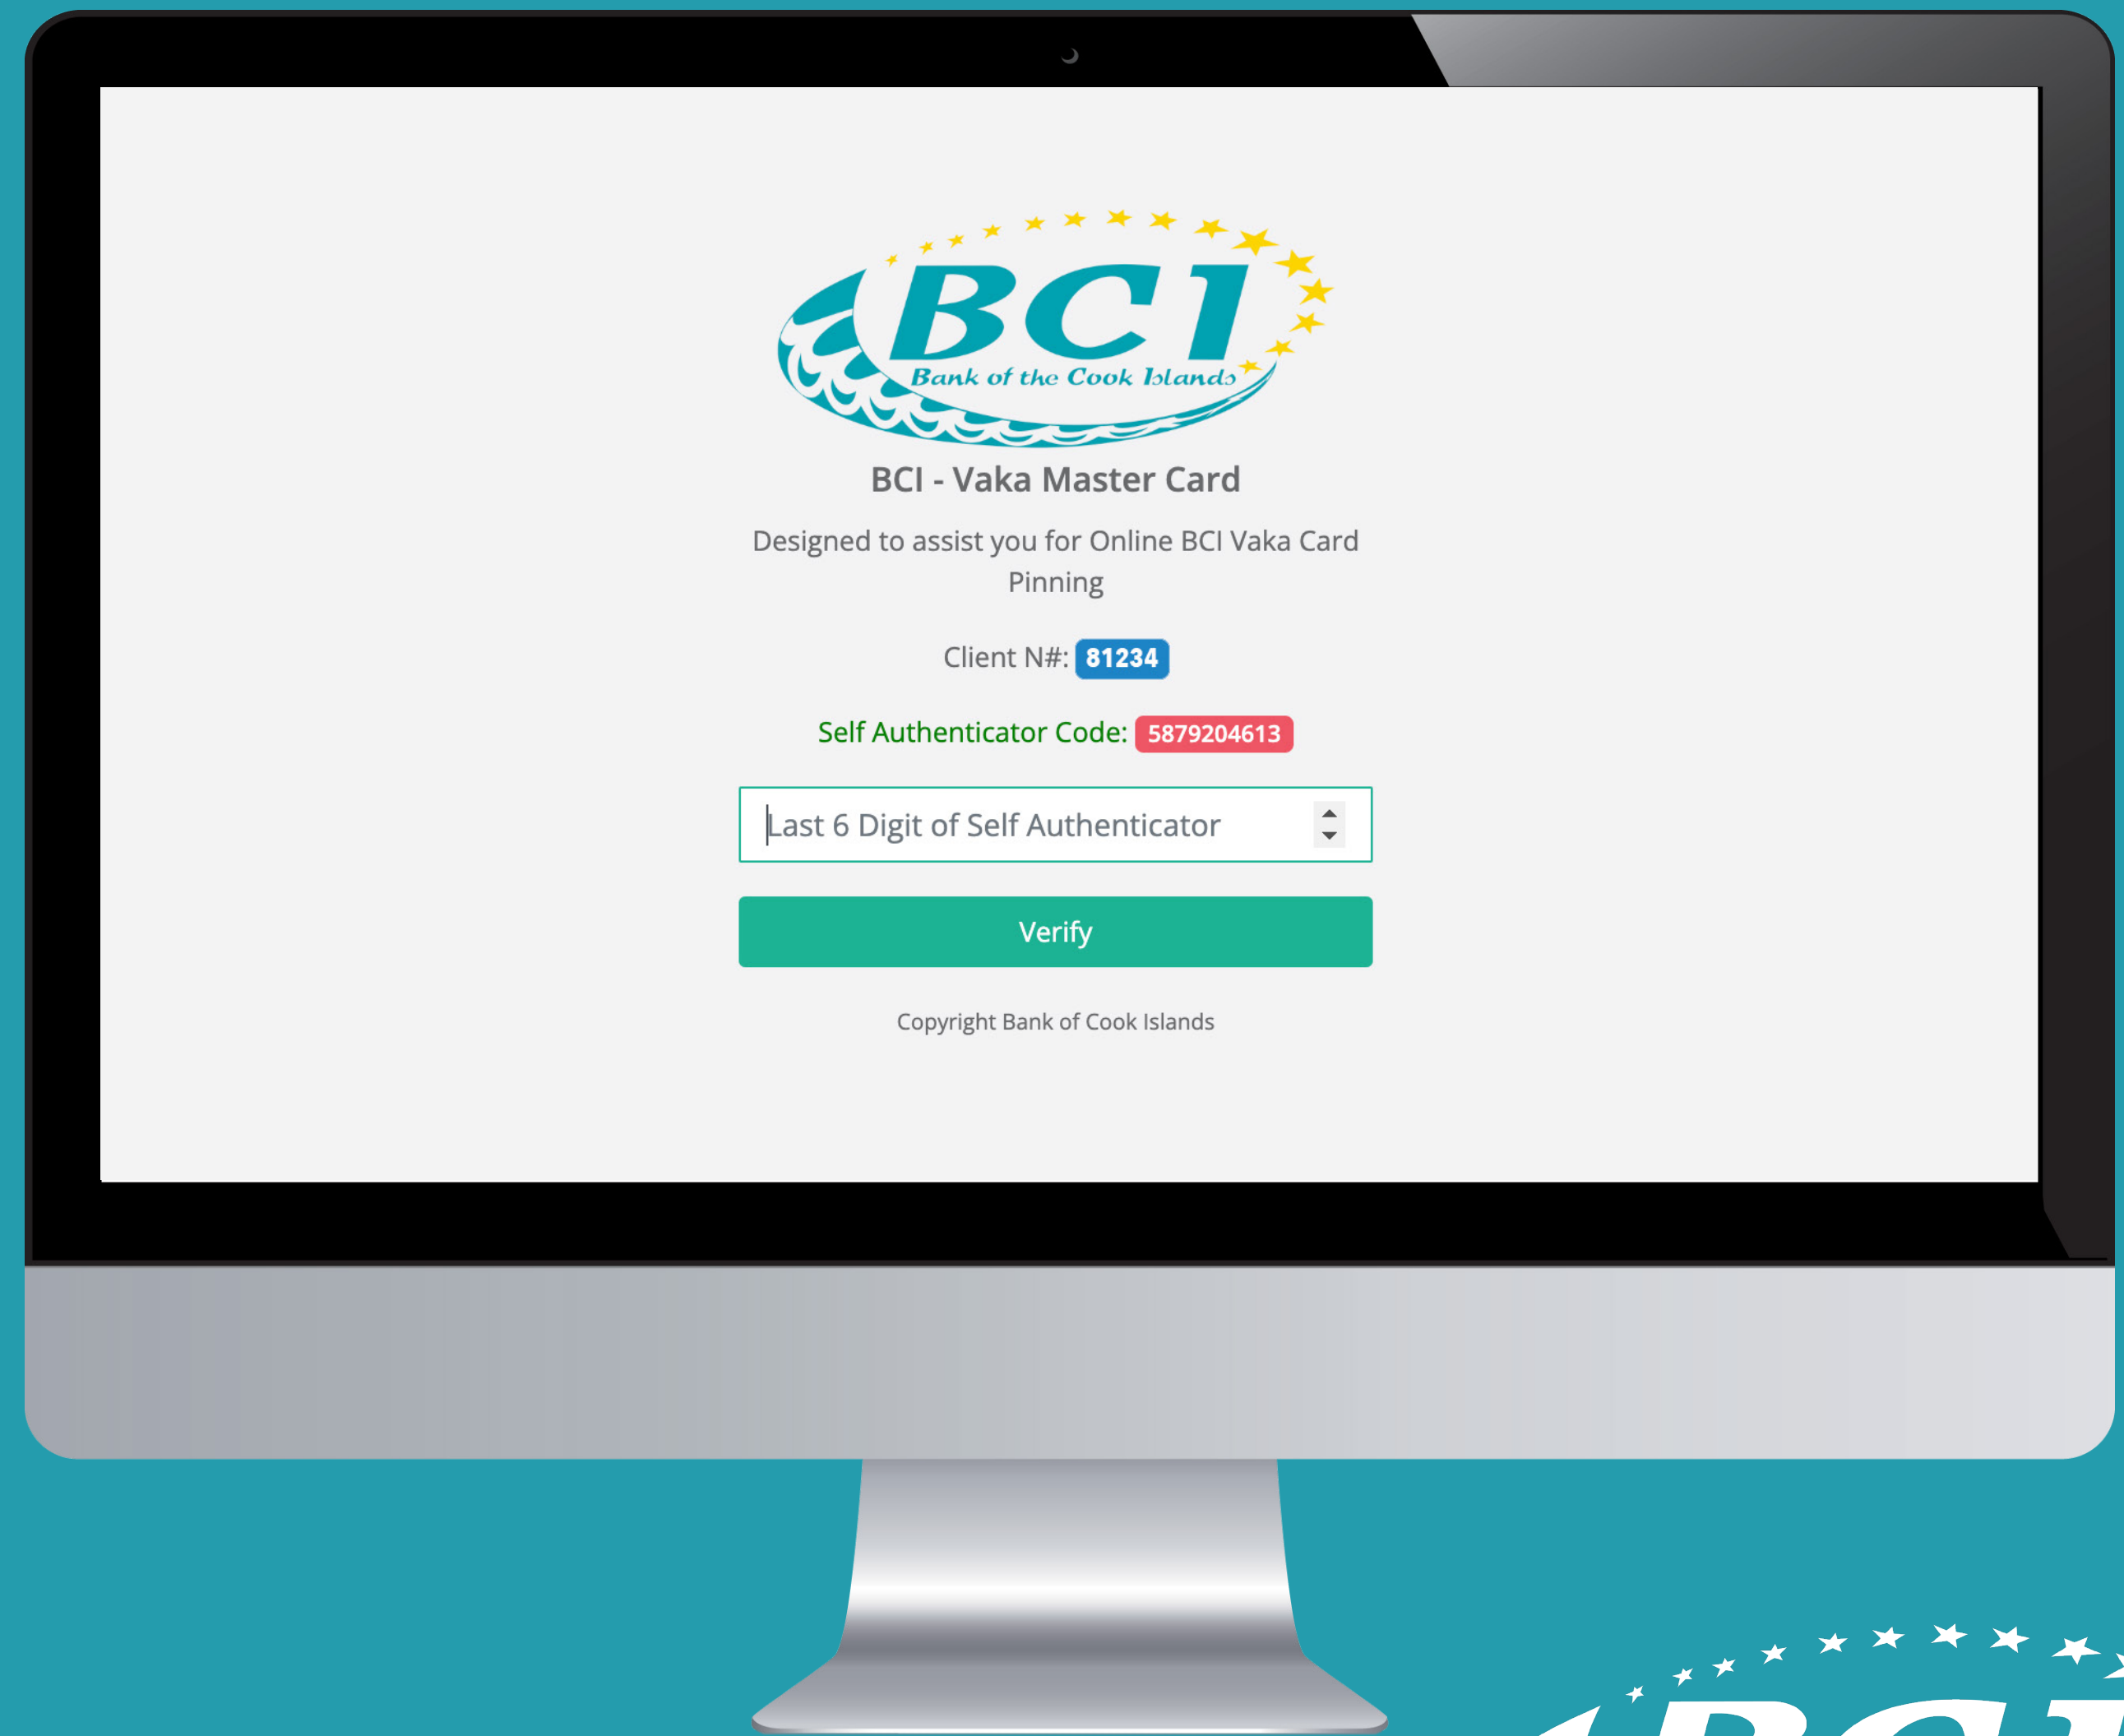 BCI
Bank of the Cook Islands
BCI - Vaka Master Card
Designed to assist you for Online BCI Vaka Card
Pinning
Client N#: 81234
Self Authenticator Code: 5879204613
Last 6 Digit of Self Authenticator
Verify
Copyright Bank of Cook Islands
BCI